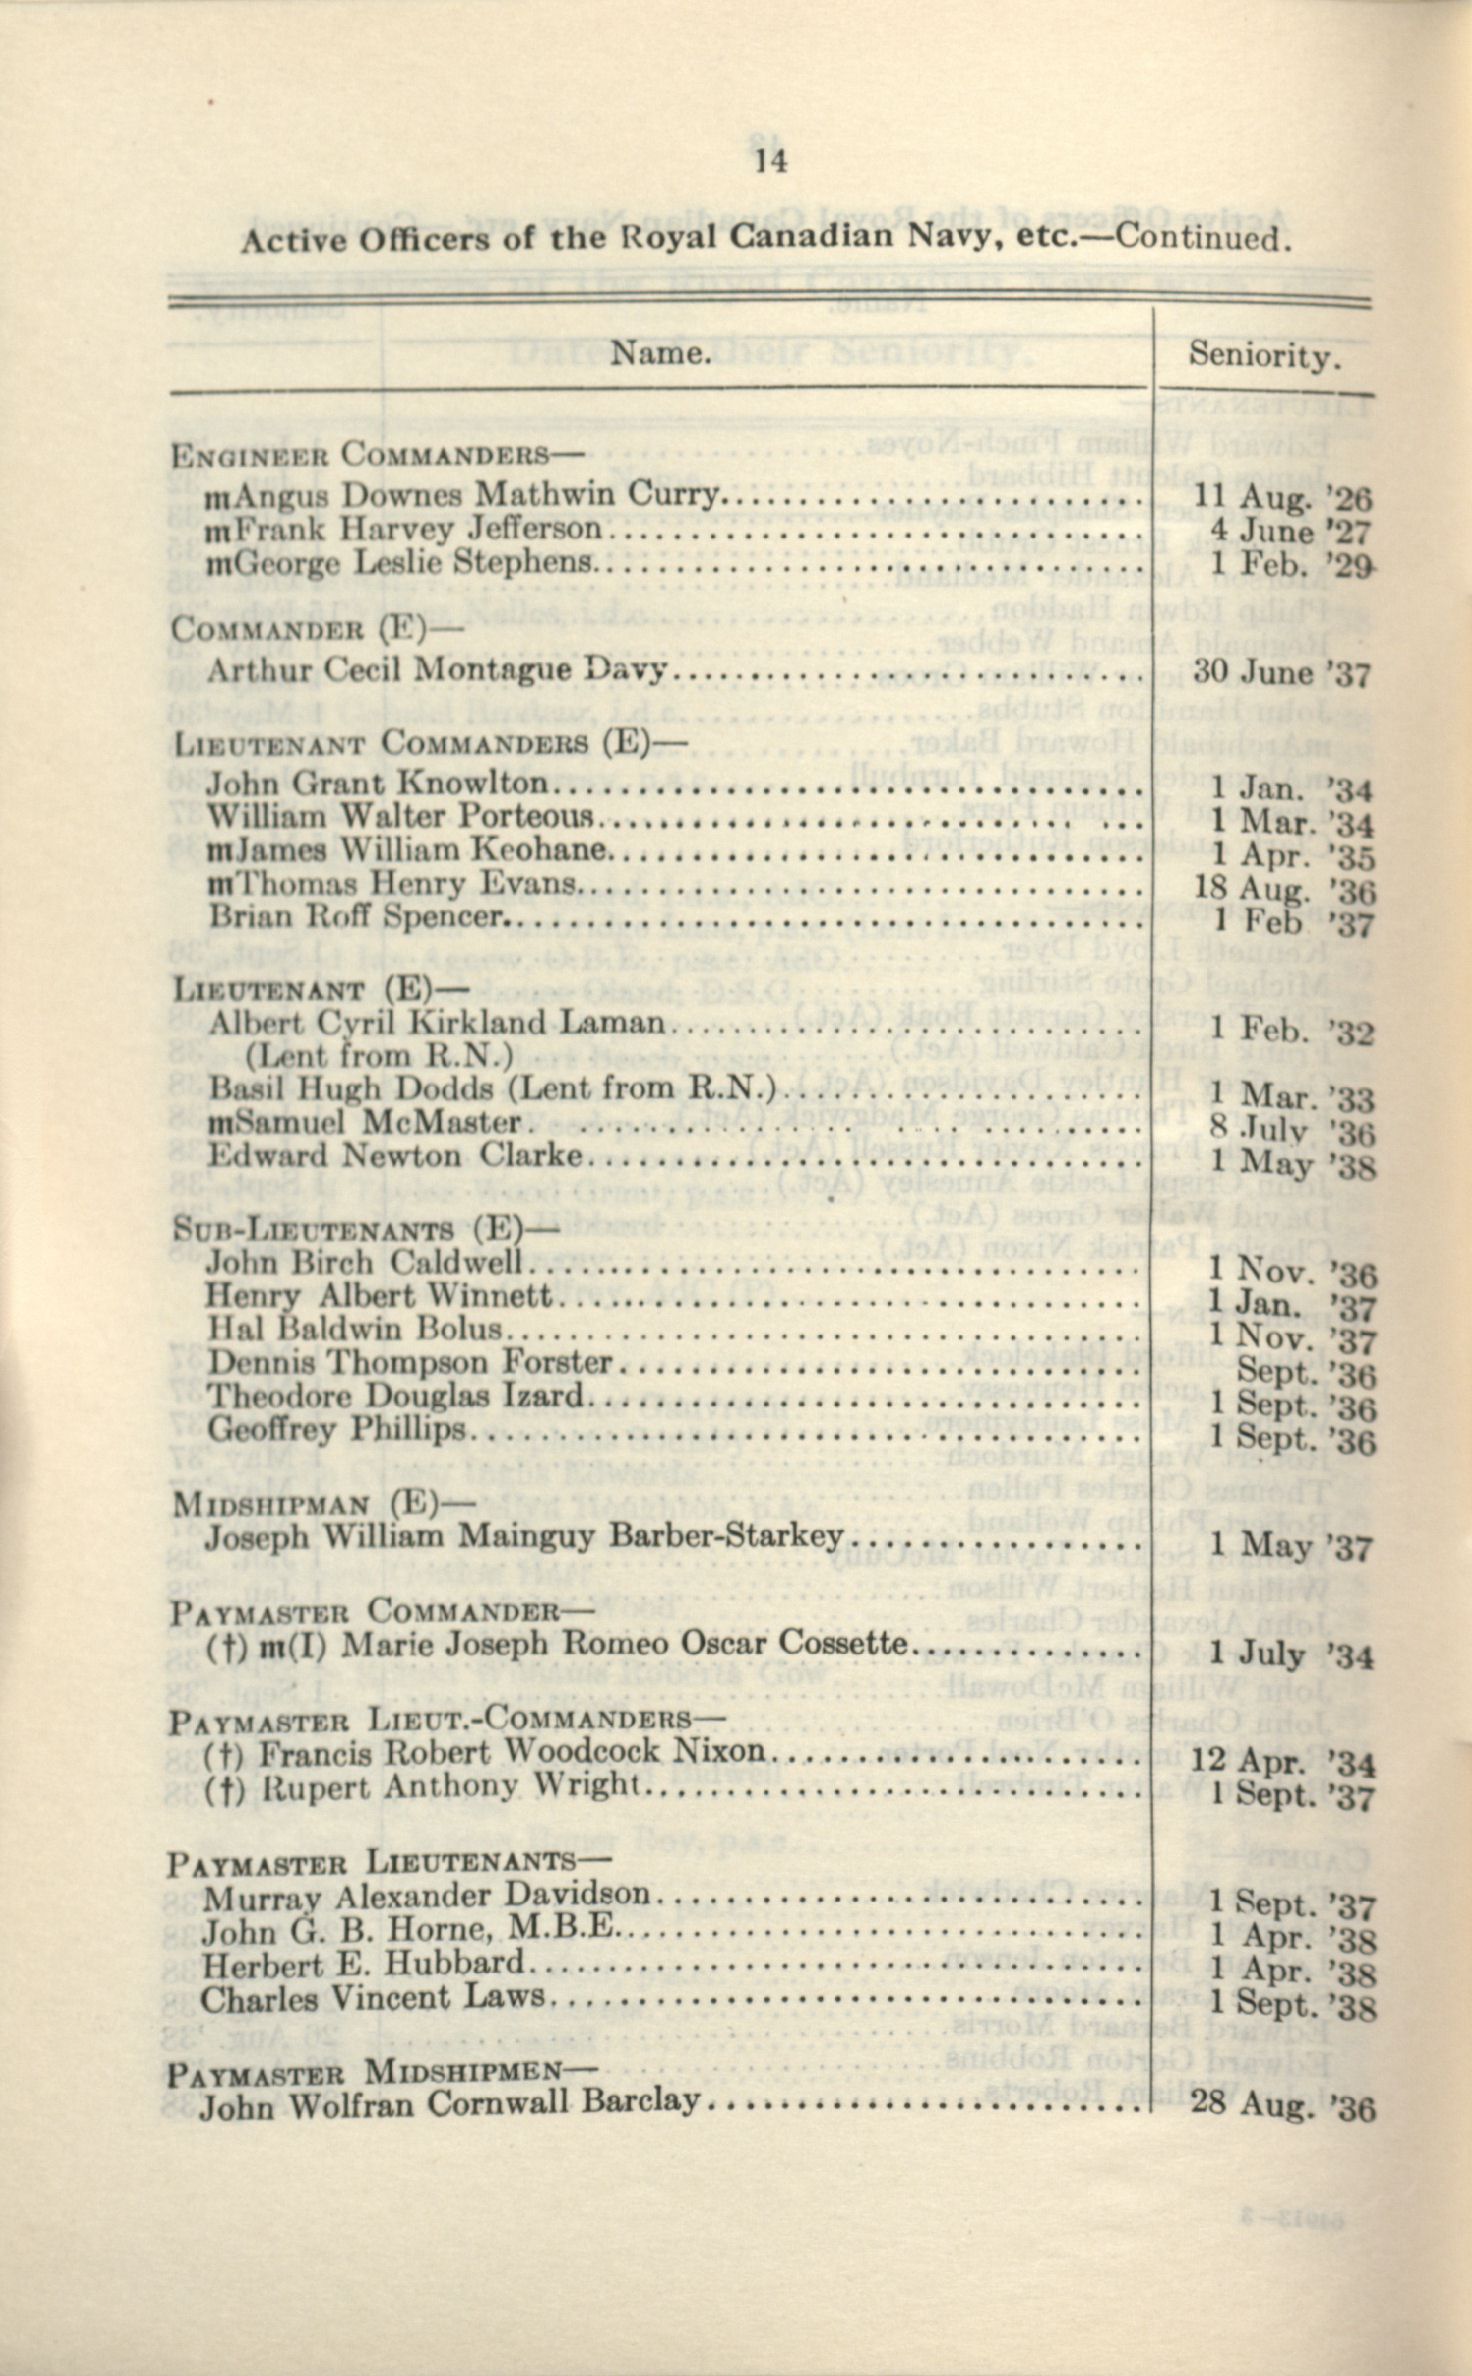 14
Active Officers of the Royal Canadian Navy, etc.—Continued.
Name. Seniority.
ENGINEER COMMANDERS—
mAngus Downes Mathwin Curry 11 Aug. '26
mFrank Harvey Jefferson 4 June '27
mGeorge Leslie Stephens 1 Feb. '29
COMMANDER (E)—
Arthur Cecil Montague Davy 30 June '37
LIEUTENANT COMMANDERS (E)—
John Grant Knowlton 1 Jan. '34
William Walter Porteous 1 Mar. '34
mJames William Keohane 1 Apr. '35
mThomas Henry Evans 18 Aug. '36
Brian Roff Spencer 1 Feb '37
LIEUTENANT (E)—
Albert Cyril Kirkland Laman 1 Feb. '32
(Lent from R.N.)
Basil Hugh Dodds (Lent from R.N.) 1 Mar. '33
mSamuel McMaster 8 July '36
Edward Newton Clarke 1 May '38
SUB-LIEUTENANTS (E)—
John Birch Caldwell 1 Nov. '36
Henry Albert Winnett 1 Jan. '37
Hal Baldwin Bolus 1 Nov. '37
Dennis Thompson Forster Sept. '36
Theodore Douglas Izard 1 Sept. '36
Geoffrey Phillips 1 Sept. '36
MIDSHIPMAN (E)—
Joseph William Mainguy Barber-Starkey 1 May '37
PAYMASTER COMMANDER—
(†) m(I) Marie Joseph Romeo Oscar Cossette 1 July '34
PAYMASTER LIEUT.-COMMANDERS—
(†) Francis Robert Woodcock Nixon 12 Apr. '34
(†) Rupert Anthony Wright 1 Sept. '37
PAYMASTER LIEUTENANTS—
Murray Alexander Davidson 1 Sept. '37
John G. B. Horne, M.B.E. 1 Apr. '38
Herbert E. Hubbard 1 Apr. '38
Charles Vincent Laws 1 Sept. '38
PAYMASTER MIDSHIPMEN—
John Wolfran Cornwall Barclay 28 Aug. '36